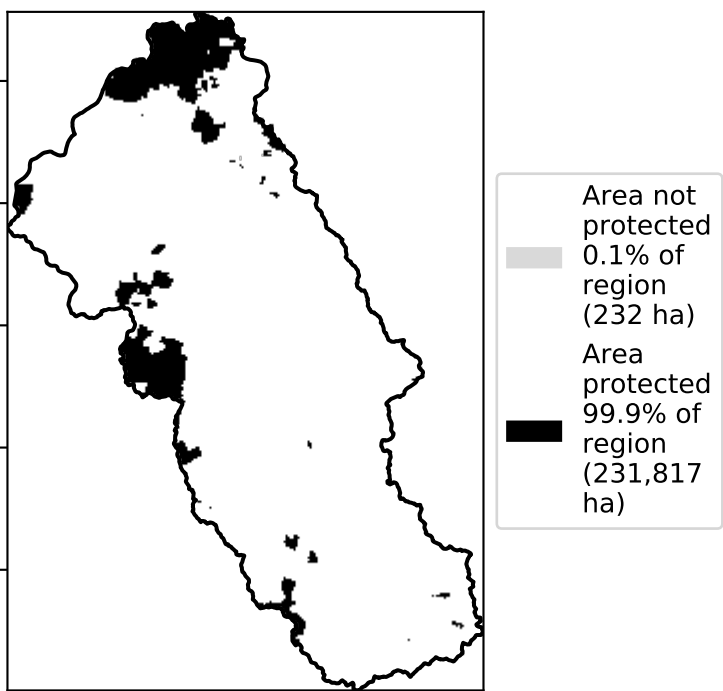 Area not
protected
0.1% of
region
(232 ha)
Area
protected
99.9% of
region
(231,817
ha)